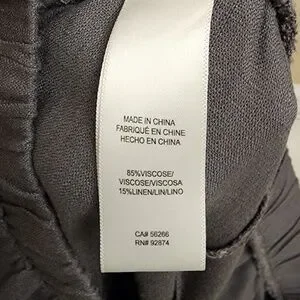 MADE IN CHINA
FABRIQUÉ EN CHINE
HECHO EN CHINA
85%VISCOSE/
VISCOSE/VISCOSA
15%LINEN/LIN/LINO
CA# 56266
RN# 92874